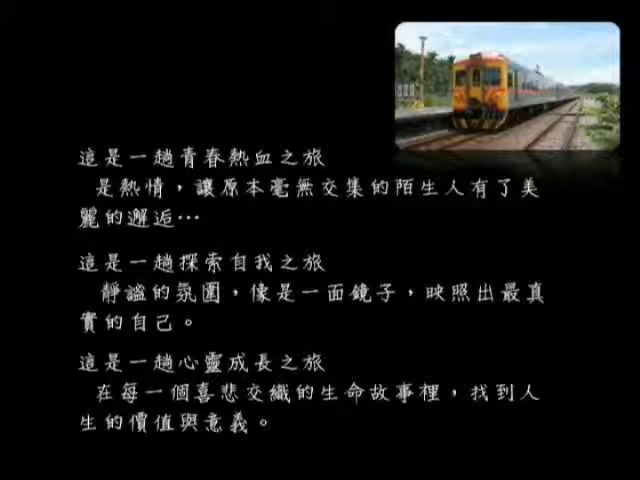 這是一趟青春熱血之旅
是熱情，讓原本毫無交集的陌生人有了美
麗的邂逅…
這是一趟探索自我之旅
靜謐的氛圍，像是一面鏡子，映照出最真
實的自己。
這是一趟心靈成長之旅
在每一個喜悲交織的生命故事裡，找到人
生的價值與意義。